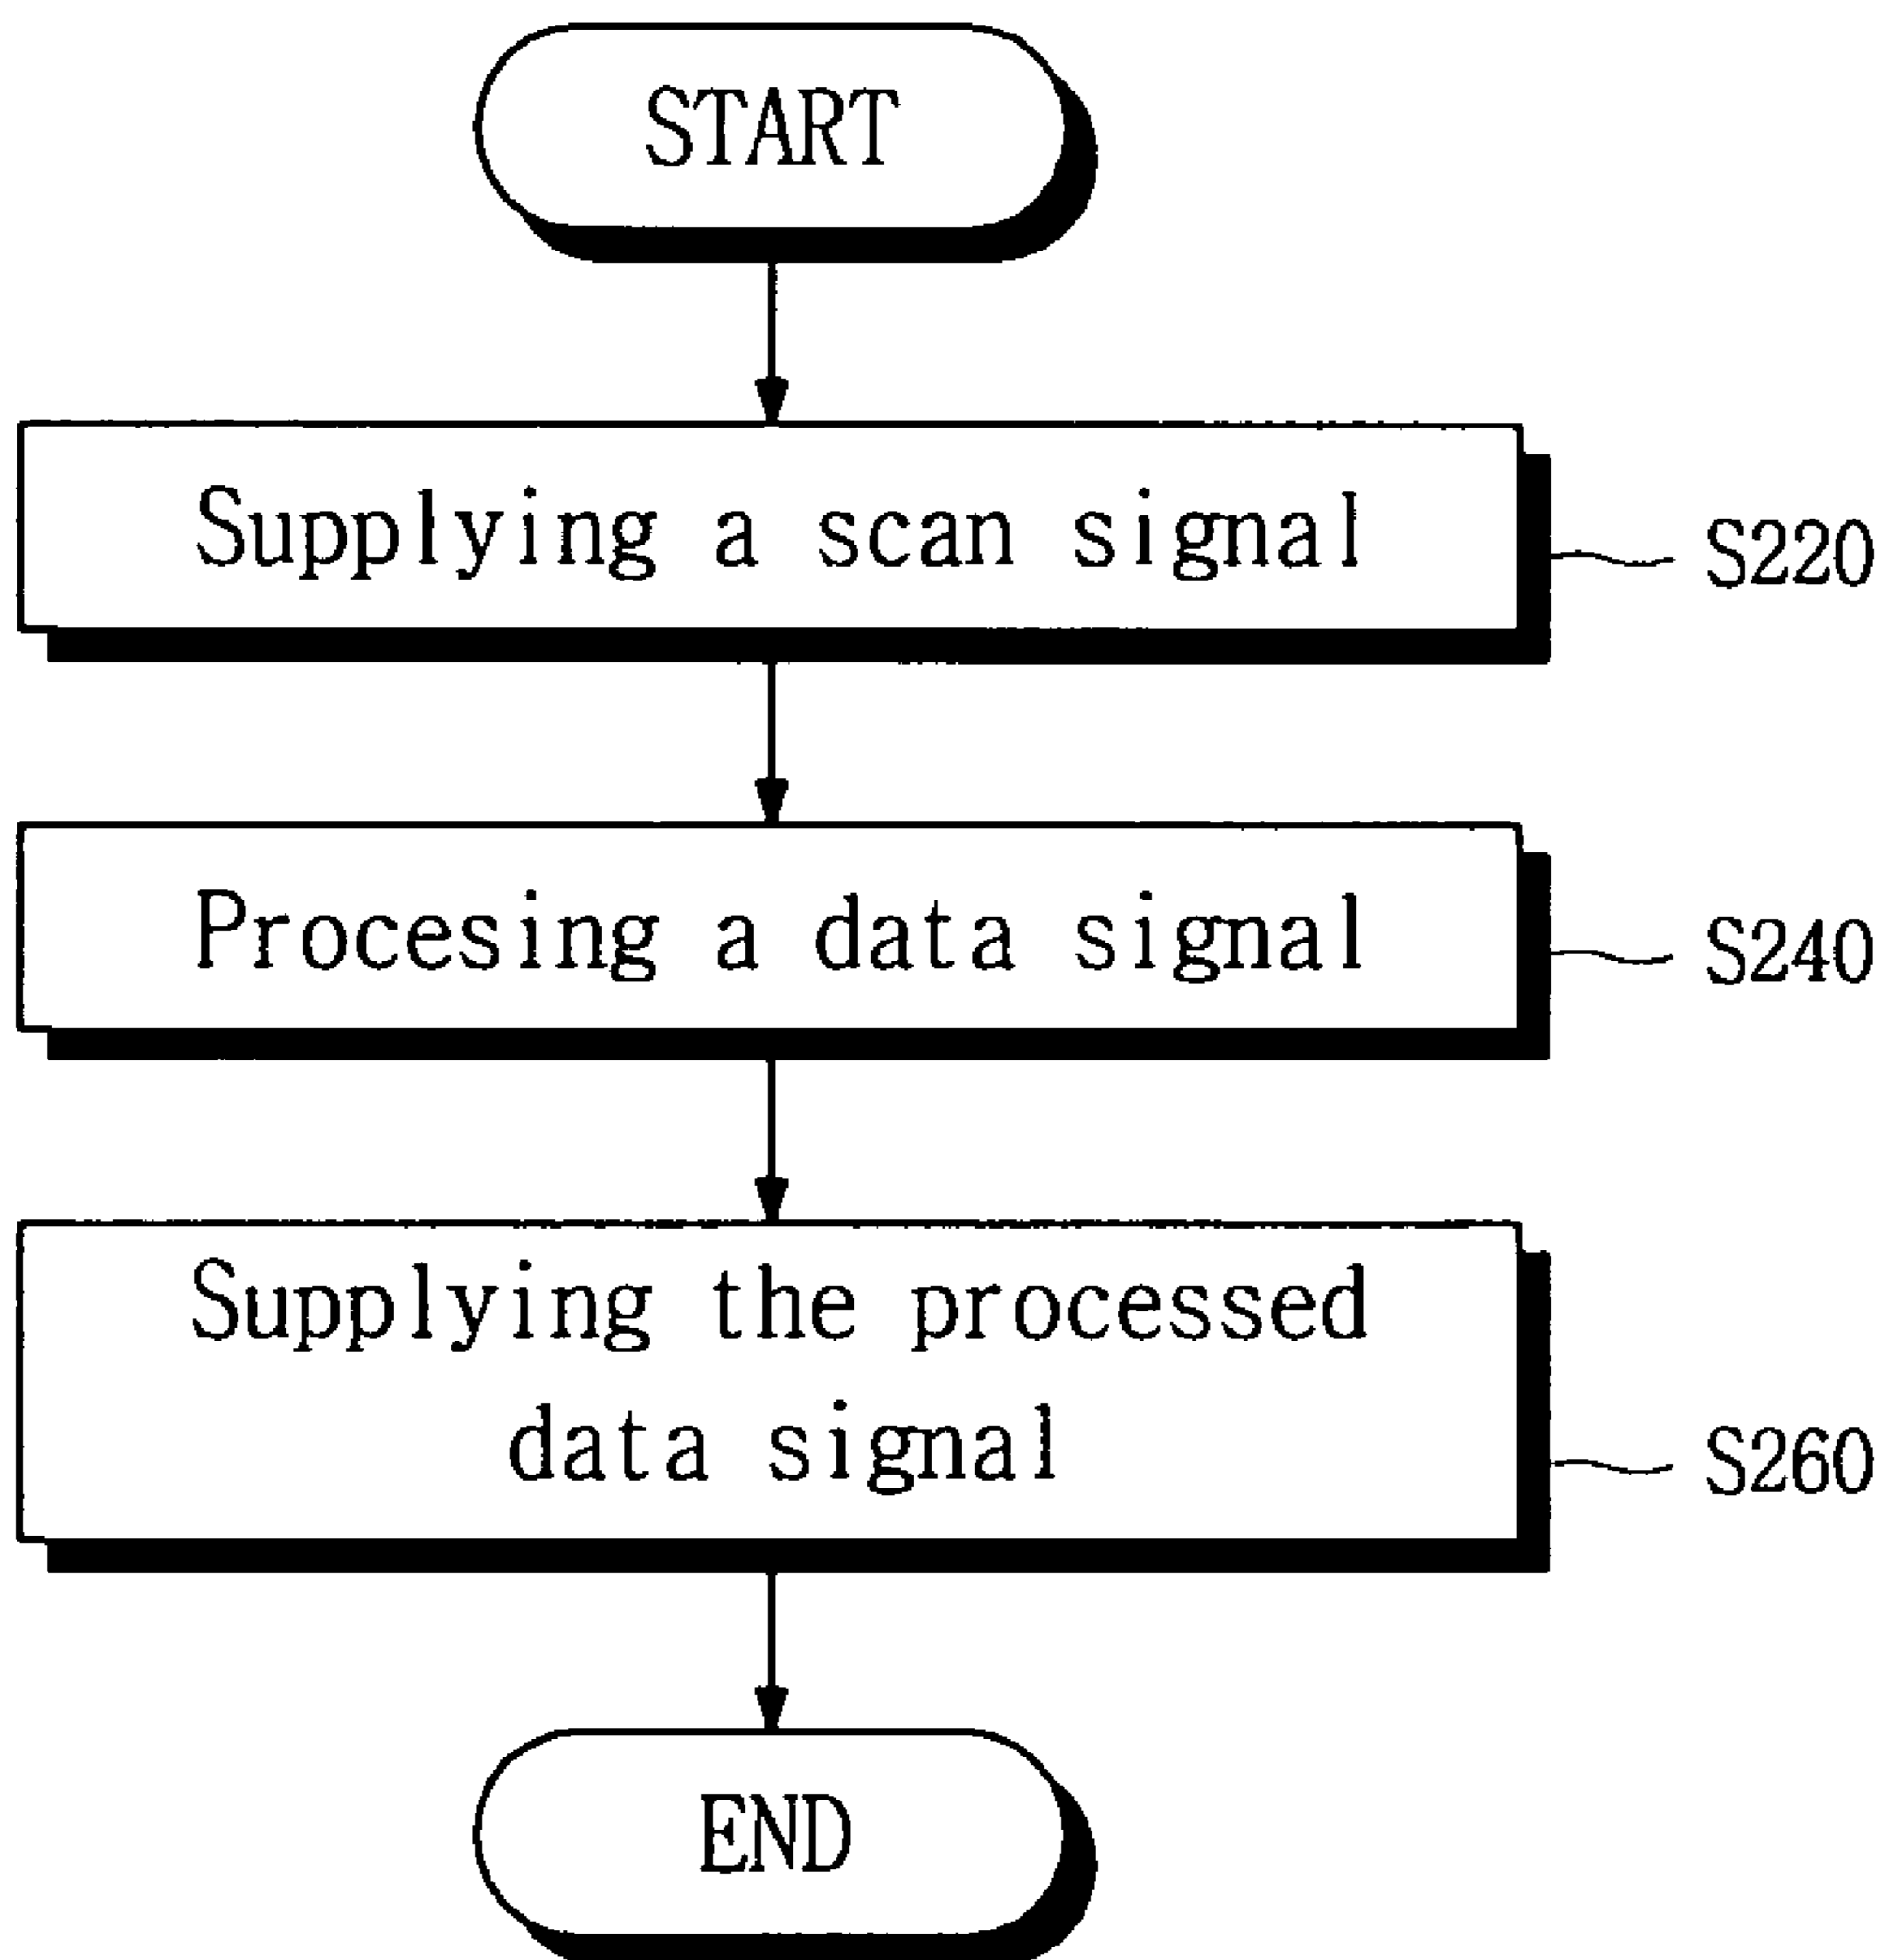 START
Supplying a scan signal
S220
Procesing a data signal
S240
Supplying the processed
data signal
S260
END